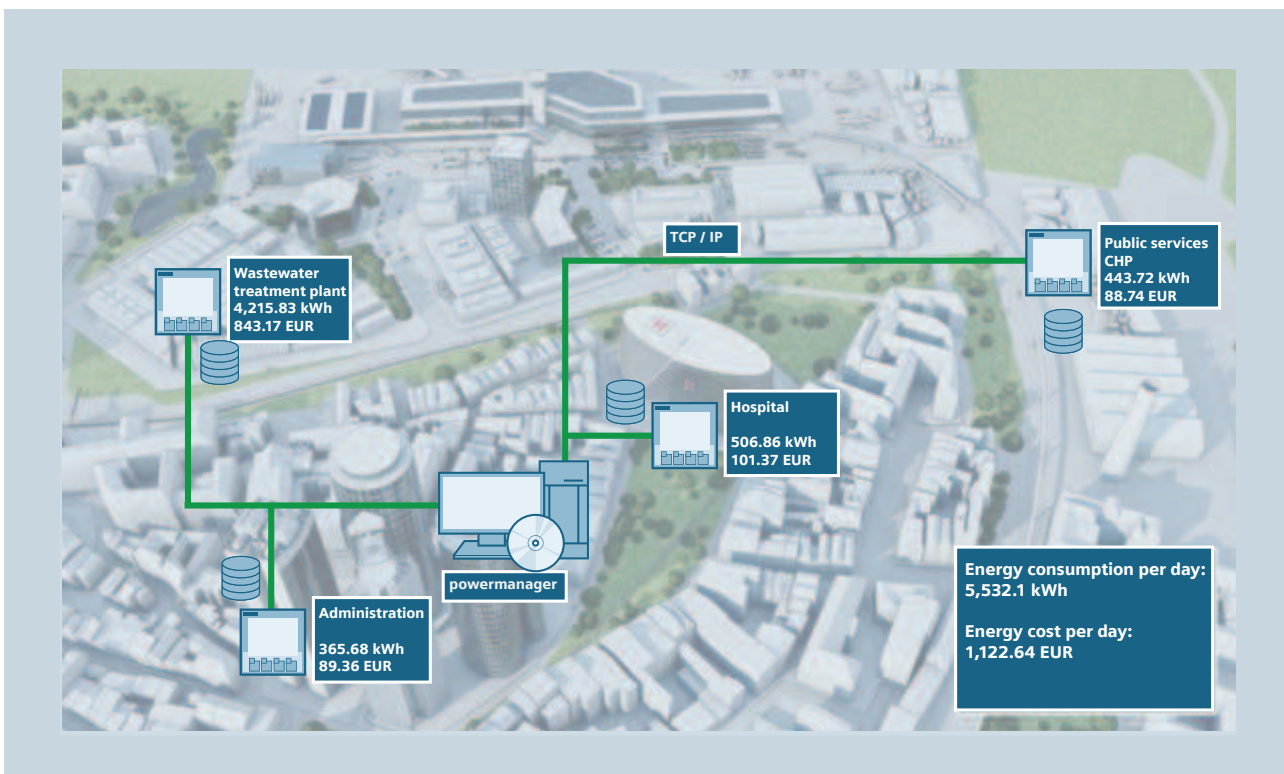 TCP / IP
Public services
CHP
443.72 kWh
88.74 EUR
Wastewater
treatment plant
4,215.83 kWh
843.17 EUR
Hospital
506.86 kWh
101.37 EUR
powermanager
Administration
365.68 kWh
89.36 EUR
Energy consumption per day:
5,532.1 kWh
Energy cost per day:
1,122.64 EUR